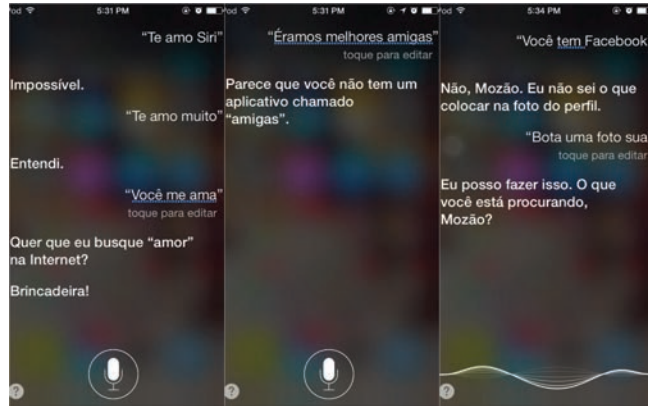 od 5:31 PM
"Te amo Siri"
Impossível.
"Te amo muito"
Entendi.
"Você me ama"
toque para editar
Quer que eu busque "amor"
na Internet?
Brincadeira!
?
Pod 5:31 PM
"Éramos melhores amigas"
toque para editar
Parece que você não tem um
aplicativo chamado
"amigas".
?
Pod 5:34 PM
"Você tem Facebook
Não, Mozão. Eu não sei o que
colocar na foto do perfil.
"Bota uma foto sua
toque para editar
Eu posso fazer isso. O que
você está procurando,
Mozão?
?